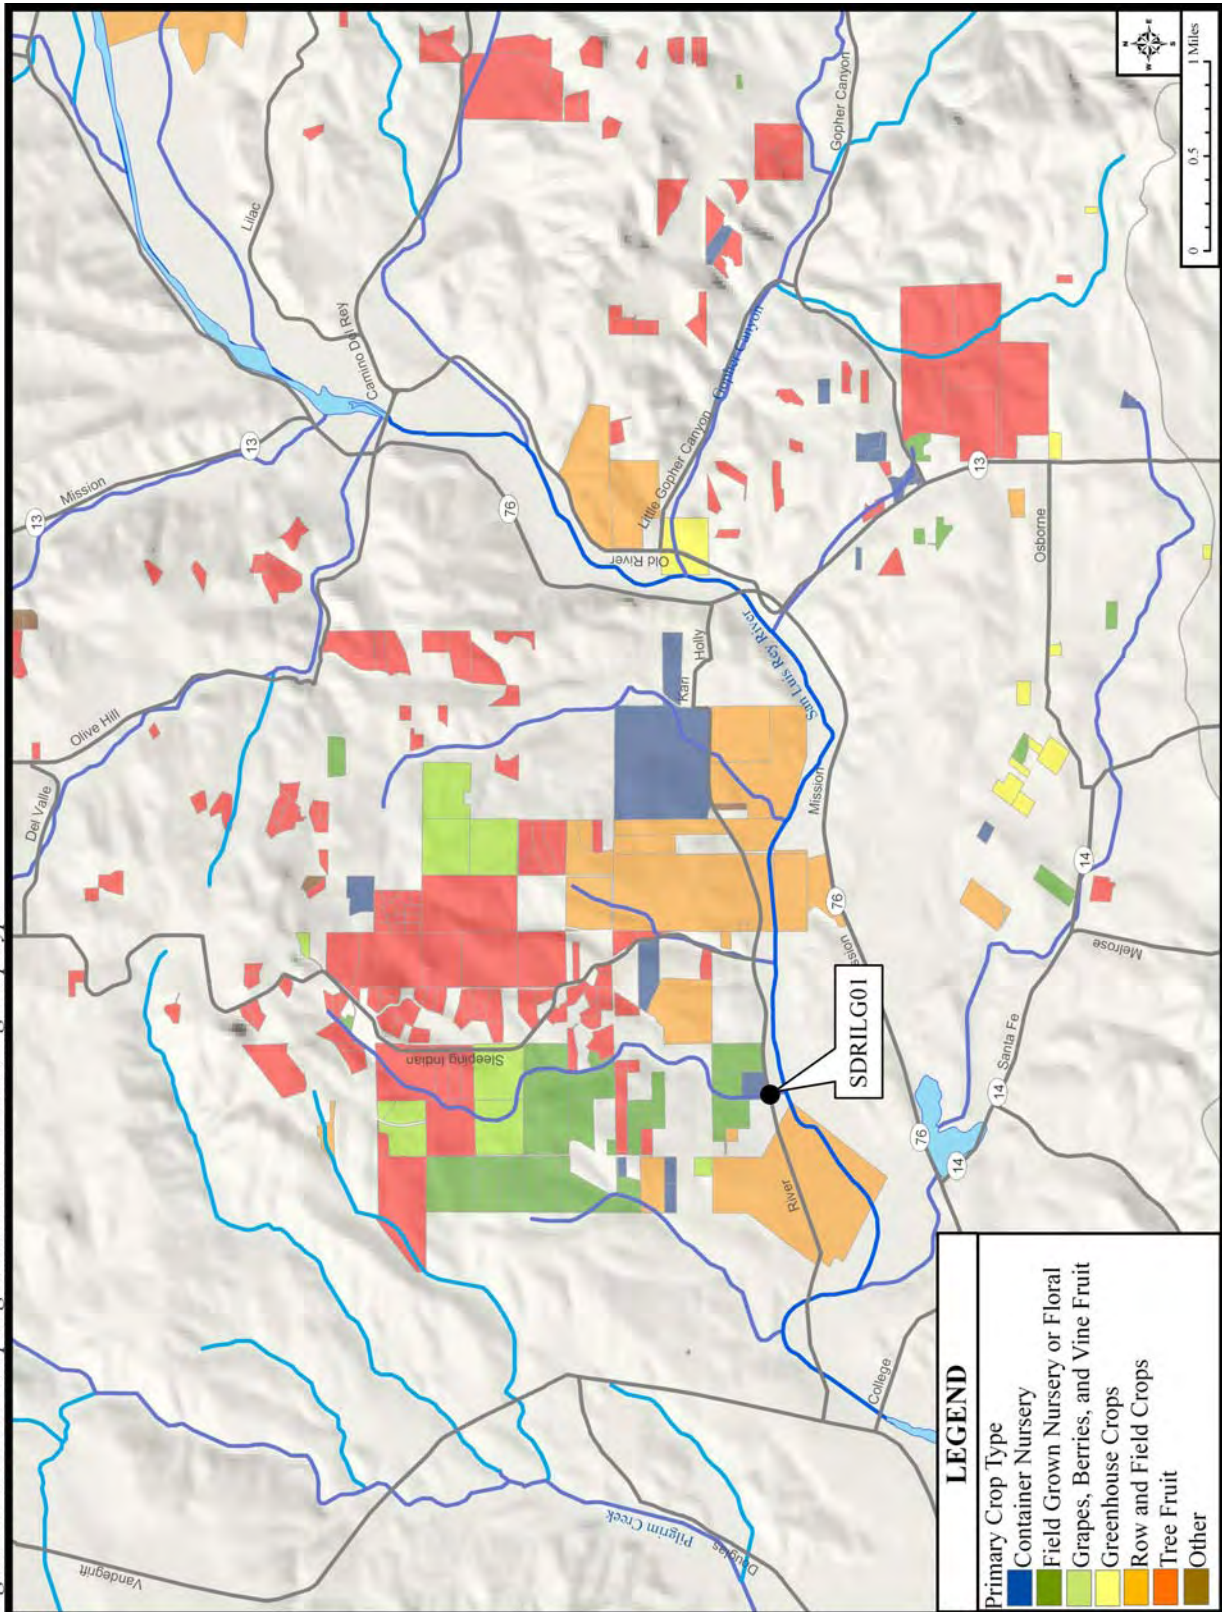 Lilac
Camino Del Rey
Mission
13
13
76
Olive Hill
Del Valle
Gopher Canyon
Little Gopher Canyon
Gopher Canyon
Old River
Holly
Karl
San Luis Rey River
Mission
13
Osborne
Sleeping Indian
River
76
ssion
SDRILG01
14
Melrose
Santa Fe
14
76
14
College
Vandegrift
Pilgrim Creek
Douglas
N
W
E
S
0
0.5
1 Miles
LEGEND
Primary Crop Type
Container Nursery
Field Grown Nursery or Floral
Grapes, Berries, and Vine Fruit
Greenhouse Crops
Row and Field Crops
Tree Fruit
Other